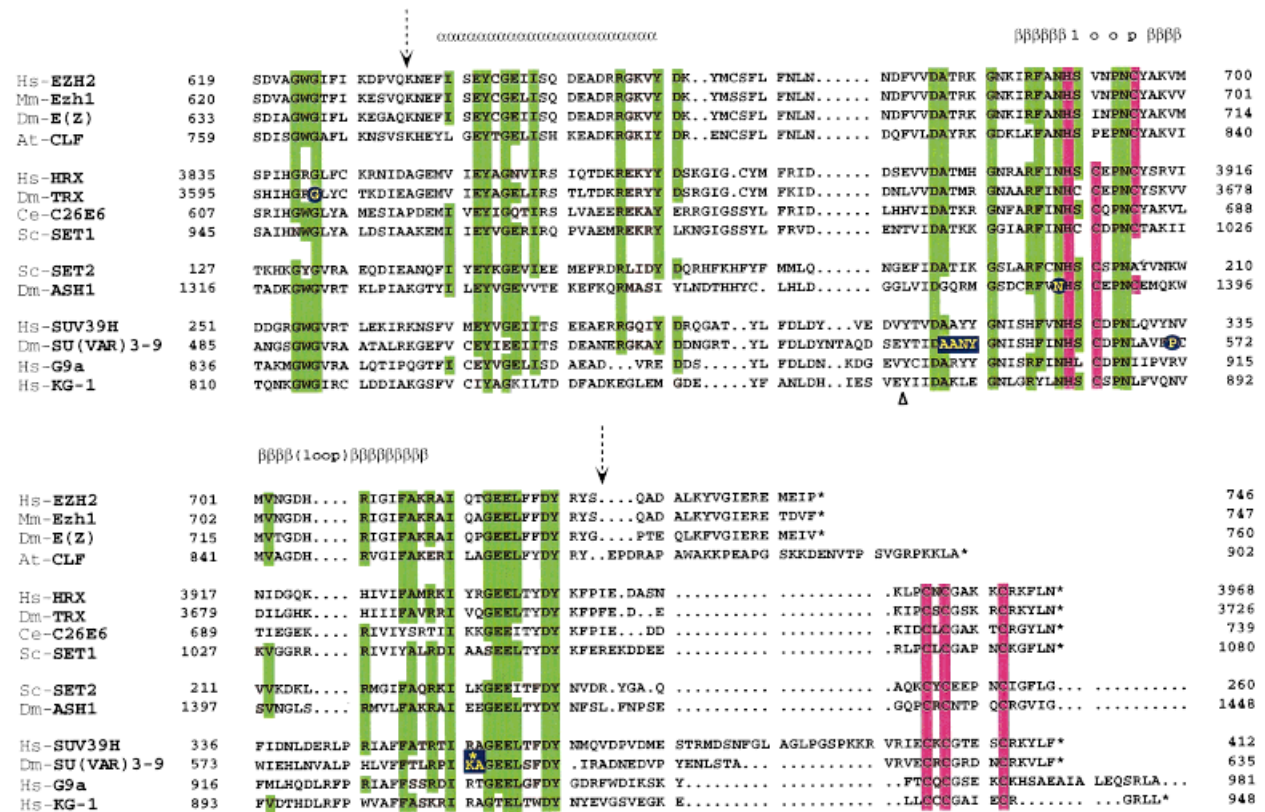 αααααααααααααααααααααα ββββββ l o o p ββββ
Hs-EZH2 619 SDVAGWGIFI KDPVQKNEFI SEYCGEIISQ DEADRRGKVY DK..YMCSFL FNLN...... NDFVVDATRK GNKIRFANHS VNPNCYAKVM 700
Mm-Ezh1 620 SDVAGWGTFI KESVQKNEFI SEYCGELISQ DEADRRGKVY DK..YMSSFL FNLN...... NDFVVDATRK GNKIRFANHS VNPNCYAKVV 701
Dm-E(Z) 633 SDIAGWGIFL KEGAQKNEFI SEYCGEIISQ DEADRRGKVY DK..YMCSFL FNLN...... NDFVVDATRK GNKIRFANHS INPNCYAKVM 714
At-CLF 759 SDISGWGAFL KNSVSKHEYL GEYTGELISH KEADKRGKIY DR..ENCSFL FNLN...... DQFVLDAYRK GDKLKFANHS PEPNCYAKVI 840
Hs-HRX 3835 SPIHGRGLFC KRNIDAGEMV IEYAGNVIRS IQTDKREKYY DSKGIG.CYM FRID...... DSEVVDATMH GNRARFINHS CEPNCYSRVI 3916
Dm-TRX 3595 SHIHGRGLYC TKDIEAGEMV IEYAGELIRS TLTDKRERYY DSRGIG.CYM FKID...... DNLVVDATMR GNAARFINHC CEPNCYSKVV 3678
Ce-C26E6 607 SRIHGWGLYA MESIAPDEMI VEYIGQTIRS LVAEEREKAY ERRGIGSSYL FRID...... LHHVIDATKR GNFARFINHS CQPNCYAKVL 688
Sc-SET1 945 SAIHNWGLYA LDSIAAKEMI IEYVGERIRQ PVAEMREKRY LKNGIGSSYL FRVD...... ENTVIDATKK GGIARFINHC CDPNCTAKII 1026
Sc-SET2 127 TKHKGYGVRA EQDIEANQFI YEYKGEVIEE MEFRDRLIDY DQRHFKHFYF MMLQ...... NGEFIDATIK GSLARFCNHS CSPNAYVNKW 210
Dm-ASH1 1316 TADKGWGVRT KLPIAKGTYI LEYVGEVVTE KEFKQRMASI YLNDTHHYC. LHLD...... GGLVIDGQRM GSDCRFVNHS CEPNCEMQKW 1396
Hs-SUV39H 251 DDGRGWGVRT LEKIRKNSFV MEYVGEIITS EEAERRGQIY DRQGAT..YL FDLDY...VE DVYTVDAAYY GNISHFVNHS CDPNLQVYNV 335
Dm-SU(VAR)3-9 485 ANGSGWGVRA ATALRKGEFV CEYIGEIITS DEANERGKAY DDNGRT..YL FDLDYNTAQD SEYTIDAANY GNISHFINHS CDPNLAVFPC 572
Hs-G9a 836 TAKMGWGVRA LQTIPQGTFI CEYVGELISD AEAD...VRE DDS....YL FDLDN..KDG EVYCIDARYY GNISRFINHL CDPNIIPVRV 915
Hs-KG-1 810 TQNKGWGIRC LDDIAKGSFV CIYAGKILTD DFADKEGLEM GDE.....YF ANLDH..IES VEYIIDAKLE GNLGRYLNHS CSPNLFVQNV 892
ββββ(loop)βββββββββ
Hs-EZH2 701 MVNGDH.... RIGIFAKRAI QTGEELFFDY RYS....QAD ALKYVGIERE MEIP* 746
Mm-Ezh1 702 MVNGDH.... RIGIFAKRAI QAGEELFFDY RYS....QAD ALKYVGIERE TDVF* 747
Dm-E(Z) 715 MVTGDH.... RIGIFAKRAI QPGEELFFDY RYG....PTE QLKFVGIERE MEIV* 760
At-CLF 841 MVAGDH.... RVGIFAKERI LAGEELFYDY RY..EPDRAP AWAKKPEAPG SKKDENVTP SVGRPKKLA* 902
Hs-HRX 3917 NIDGQK.... HIVIFAMRKI YRGEELTYDY KFPIE.DASN .......... .......... .KLPCNCGAK KCRKFLN* 3968
Dm-TRX 3679 DILGHK.... HIIIFAVRRI VQGEELTYDY KFPFE.D..E .......... .......... .KIPCSCGSK RCRKYLN* 3726
Ce-C26E6 689 TIEGEK.... RIVIYSRTII KKGEEITYDY KFPIE...DD .......... .......... .KIDCLCGAK TCRGYLN* 739
Sc-SET1 1027 KVGGRR.... RIVIYALRDI AASEELTYDY KFEREKDDEE .......... .......... .RLPCLCGAP NCKGFLN* 1080
Sc-SET2 211 VVKDKL.... RMGIFAQRKI LKGEEITFDY NVDR.YGA.Q .......... .......... .AQKCYCEEP NCIGFLG... .......... 260
Dm-ASH1 1397 SVNGLS.... RMVLFAKRAI EEGEELTYDY NFSL.FNPSE .......... .......... .GQPCRCNTP QCRGVIG... .......... 1448
Hs-SUV39H 336 FIDNLDERLP RIAFFATRTI RAGEELTFDY NMQVDPVDME STRMDSNFGL AGLPGSPKKR VRIECKCGTE SCRKYLF* 412
Dm-SU(VAR)3-9 573 WIEHLNVALP HLVFFTLRPI KAGEELSFDY .IRADNEDVP YENLSTA... .......... VRVECRCGRD NCRKVLF* 635
Hs-G9a 916 FMLHQDLRFP RIAFFSSRDI RTGEELGFDY GDRFWDIKSK Y......... .......... .FTCQCGSE KCKHSAEAIA LEQSRLA... 981
Hs-KG-1 893 FVDTHDLRFP WVAFFASKRI RAGTELTWDY NYEVGSVEGK E......... .......... .LLCCCGAIE CR........ .GRLL* 948